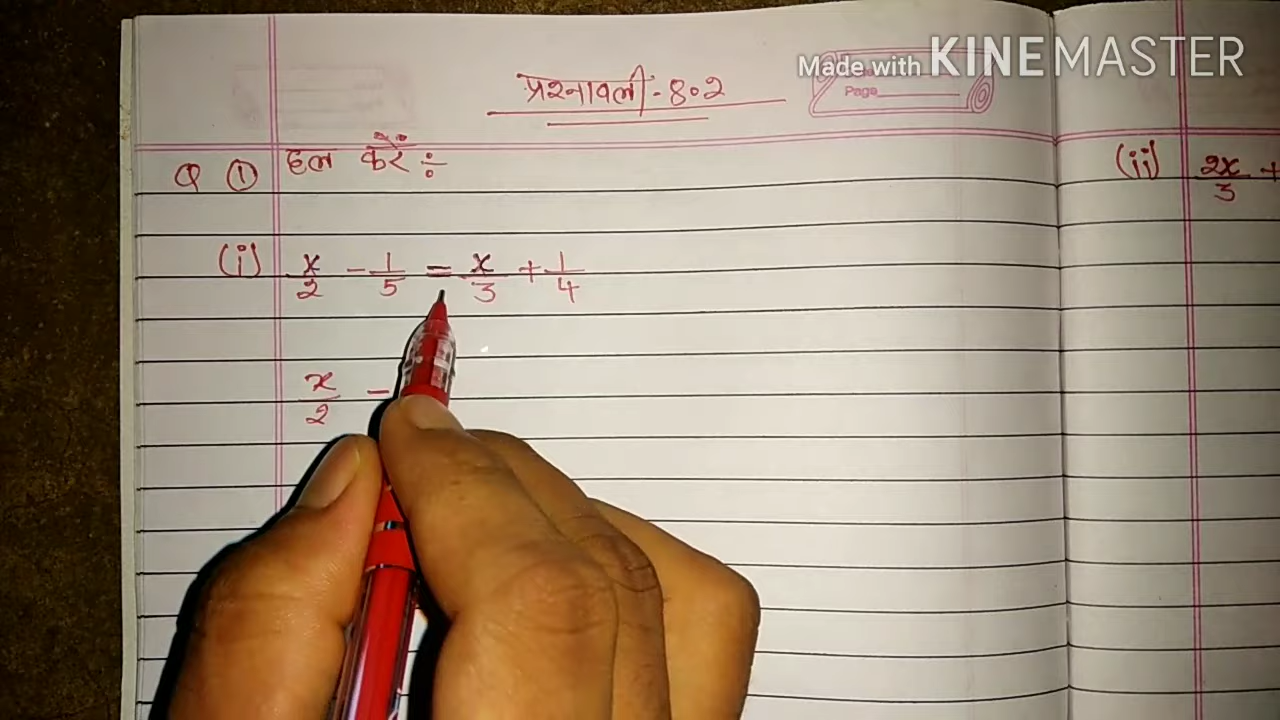 Made with KINEMASTER
Page
प्रश्नावली:- 8.2
Q ① हल करें ÷
(i) x/2 - 1/5 = x/3 + 1/4
x/2 -
(ii) 2x/3 +